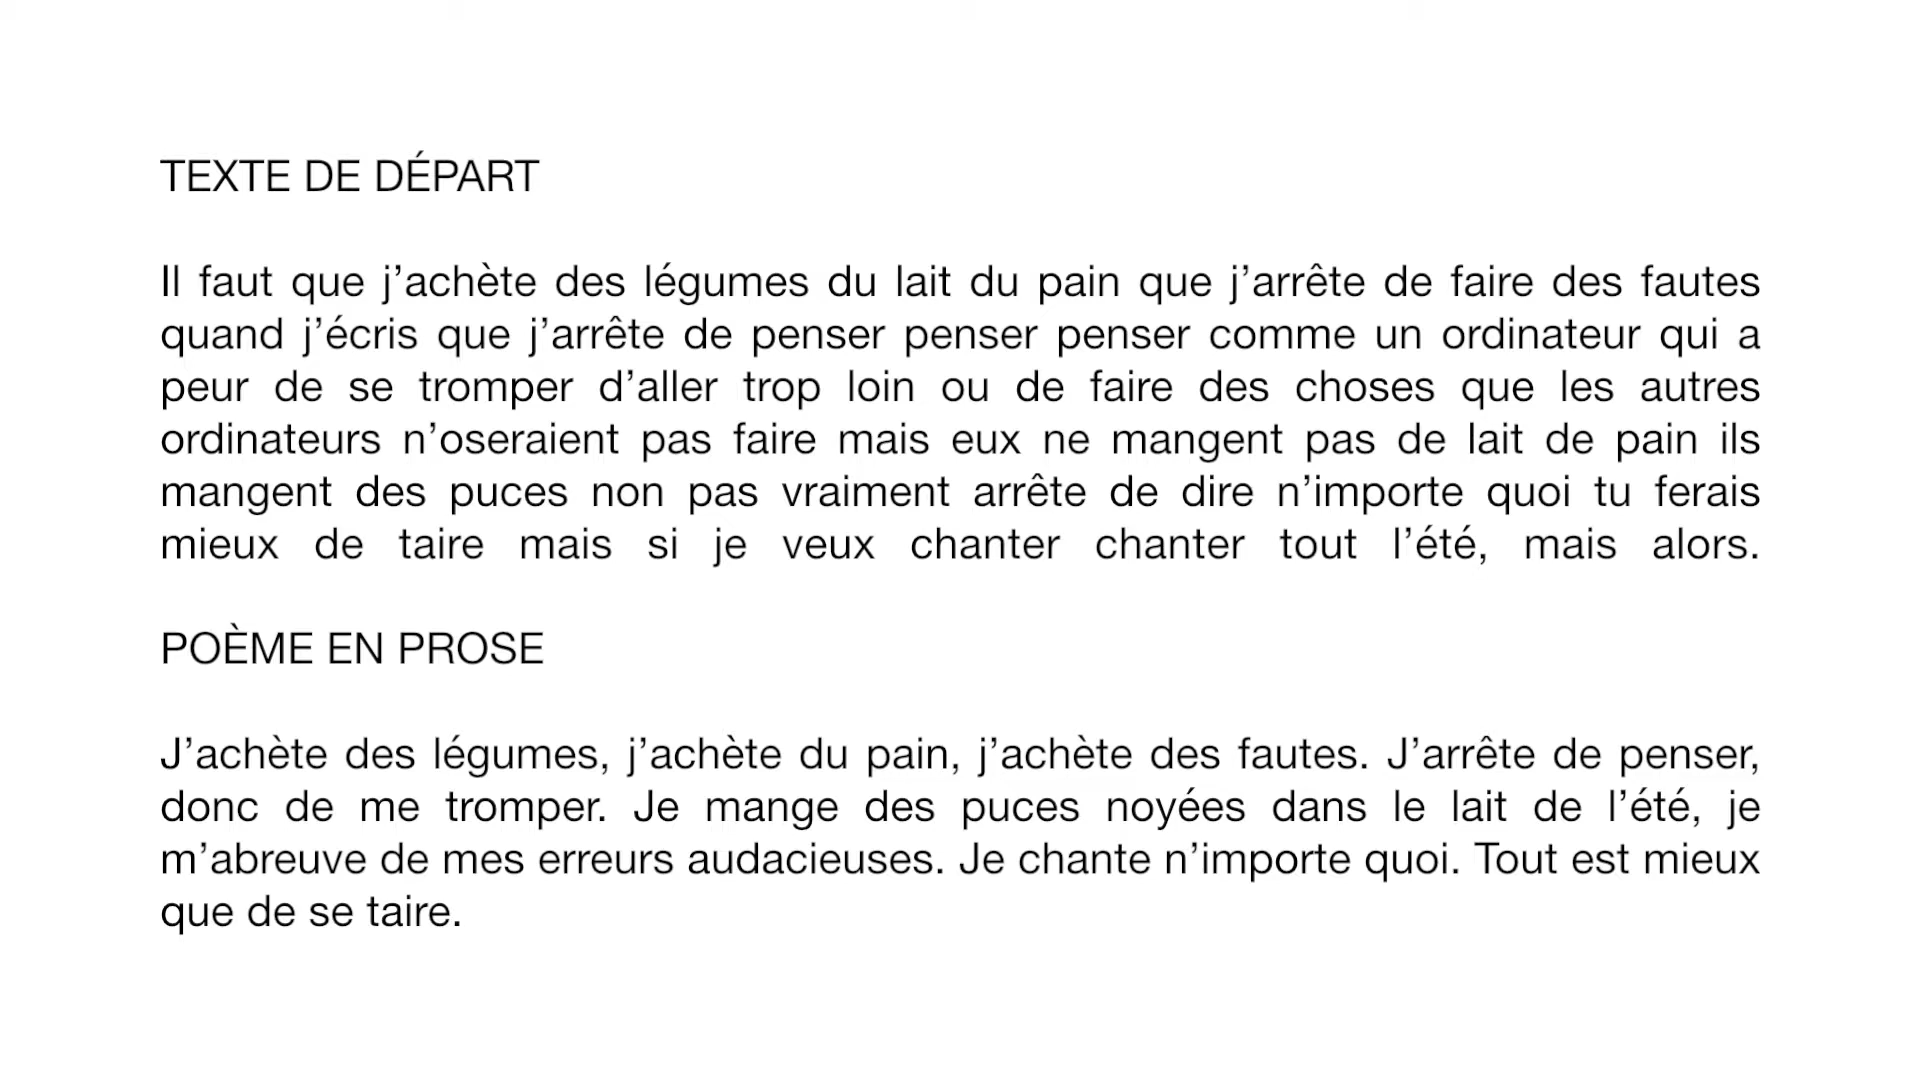 TEXTE DE DÉPART
Il faut que j’achète des légumes du lait du pain que j’arrête de faire des fautes
quand j’écris que j’arrête de penser penser penser comme un ordinateur qui a
peur de se tromper d’aller trop loin ou de faire des choses que les autres
ordinateurs n’oseraient pas faire mais eux ne mangent pas de lait de pain ils
mangent des puces non pas vraiment arrête de dire n’importe quoi tu ferais
mieux de taire mais si je veux chanter chanter tout l’été, mais alors.
POÈME EN PROSE
J’achète des légumes, j’achète du pain, j’achète des fautes. J’arrête de penser,
donc de me tromper. Je mange des puces noyées dans le lait de l’été, je
m’abreuve de mes erreurs audacieuses. Je chante n’importe quoi. Tout est mieux
que de se taire.